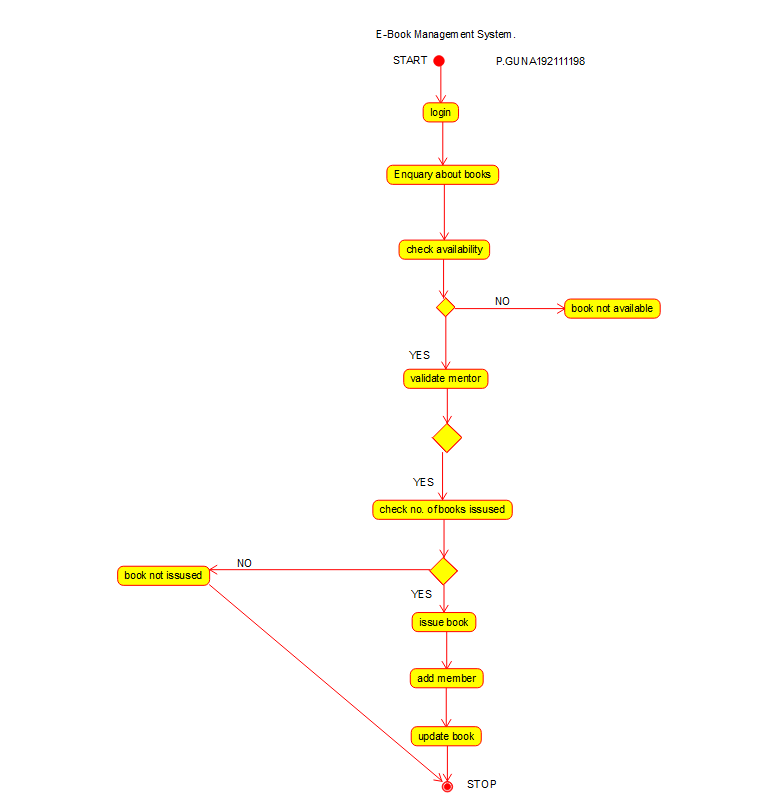 E-Book Management System.
START
P.GUNA192111198
login
Enquary about books
check availability
NO
book not available
YES
validate mentor
YES
check no. of books issused
NO
book not issused
YES
issue book
add member
update book
STOP